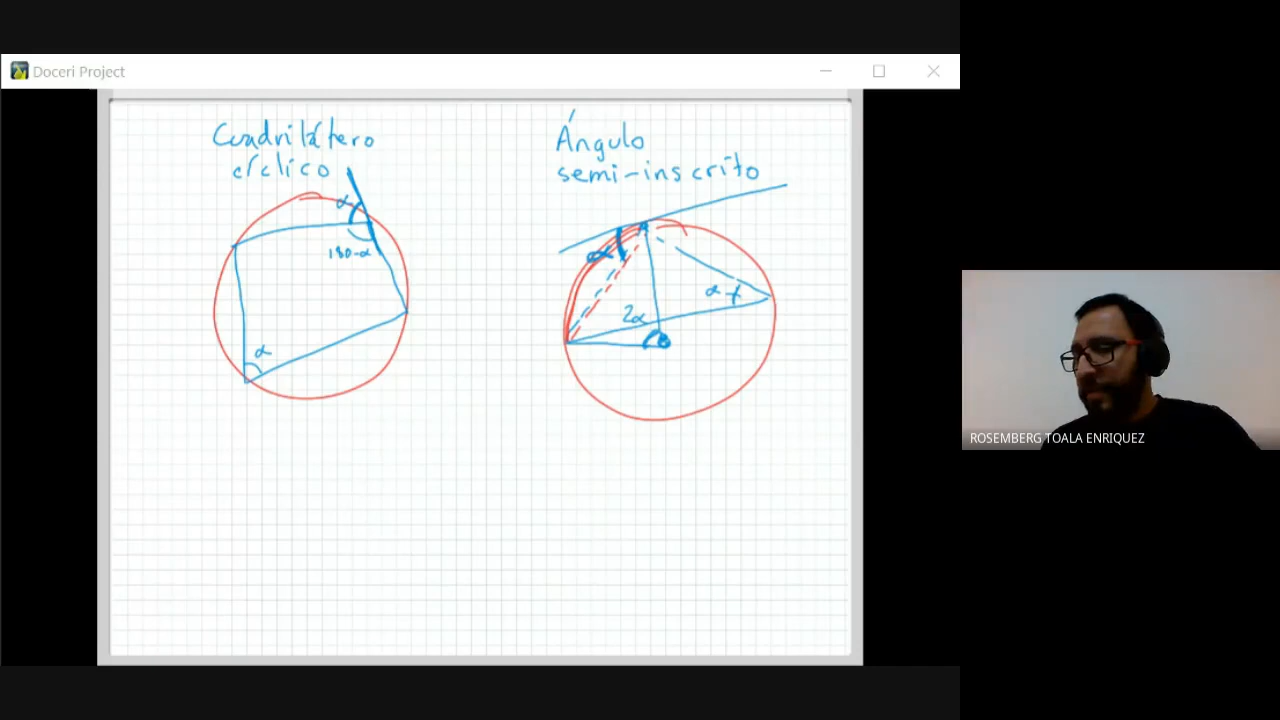 Doceri Project
Cuadrilátero
cíclico
α
180-α
α
Ángulo
semi-inscrito
α
α
2α
ROSEMBERG TOALA ENRIQUEZ